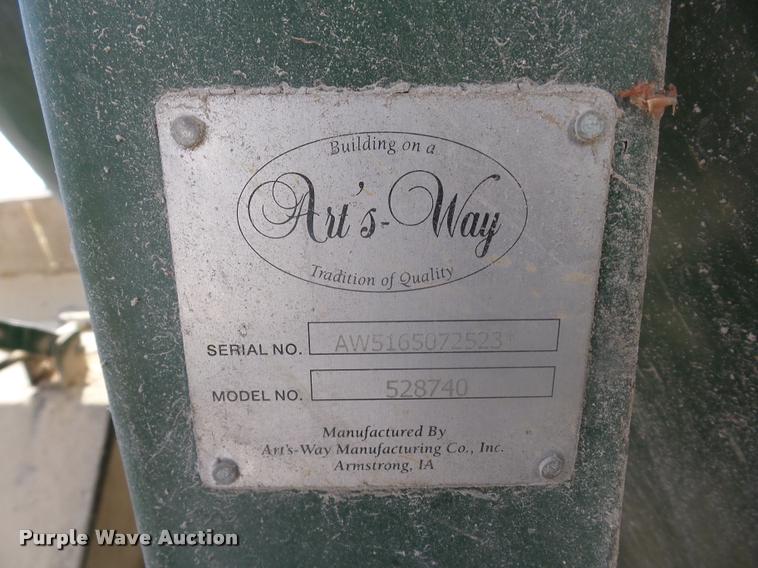 Building on a
Art's-Way
Tradition of Quality
SERIAL NO. AW5165072523
MODEL NO. 528740
Manufactured By
Art's-Way Manufacturing Co., Inc.
Armstrong, IA
Purple Wave Auction